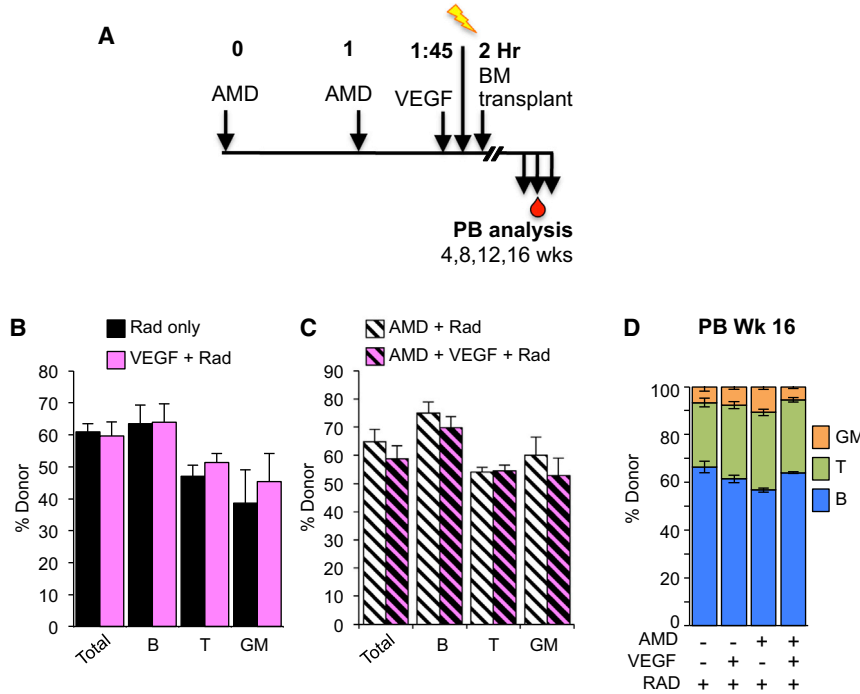 A
0 1 1:45 2 Hr
AMD AMD VEGF BM
transplant
PB analysis
4,8,12,16 wks
B
Rad only
VEGF + Rad
% Donor
80
70
60
50
40
30
20
10
0
Total B T GM
C
AMD + Rad
AMD + VEGF + Rad
% Donor
90
80
70
60
50
40
30
20
10
0
Total B T GM
D PB Wk 16
% Donor
100
80
60
40
20
0
GM
T
B
AMD - - + +
VEGF - + - +
RAD + + + +